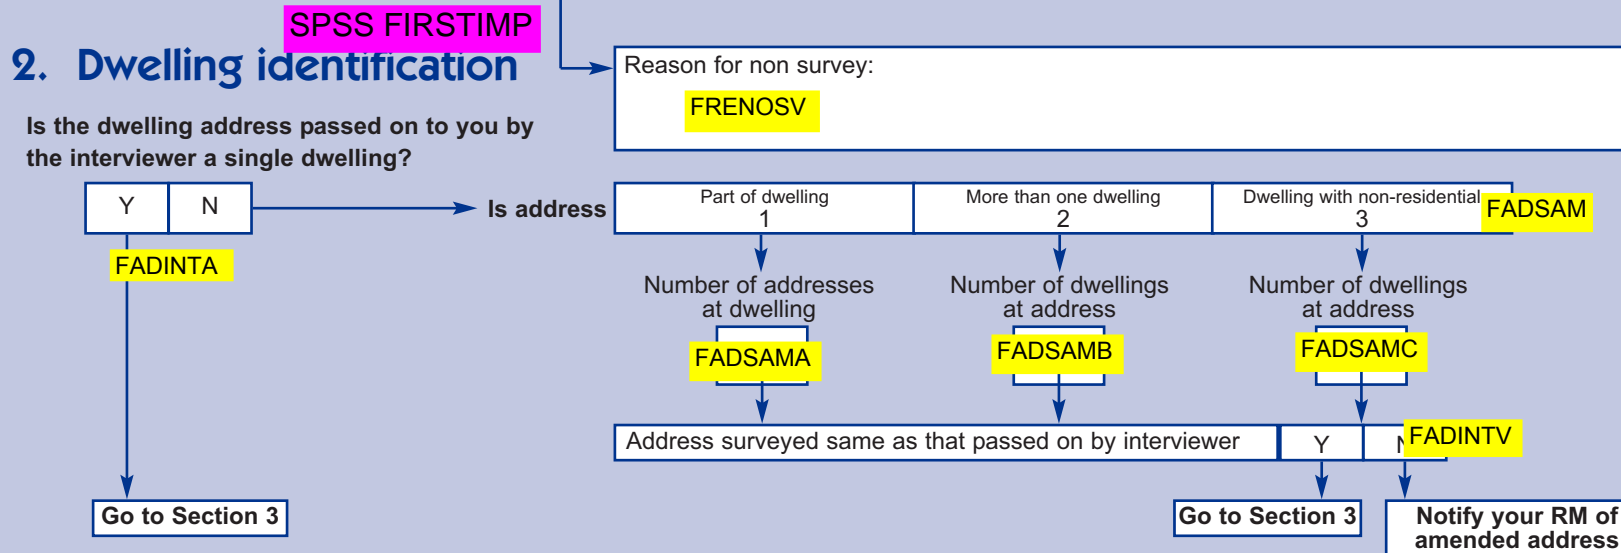 SPSS FIRSTIMP
2. Dwelling identification
Reason for non survey:
FRENOSV
Is the dwelling address passed on to you by
the interviewer a single dwelling?
Y N
Is address
Part of dwelling
1
More than one dwelling
2
Dwelling with non-residential
3
FADSAM
FADINTA
Number of addresses
at dwelling
Number of dwellings
at address
Number of dwellings
at address
FADSAMA
FADSAMB
FADSAMC
Address surveyed same as that passed on by interviewer
Y N
FADINTV
Go to Section 3
Go to Section 3
Notify your RM of
amended address